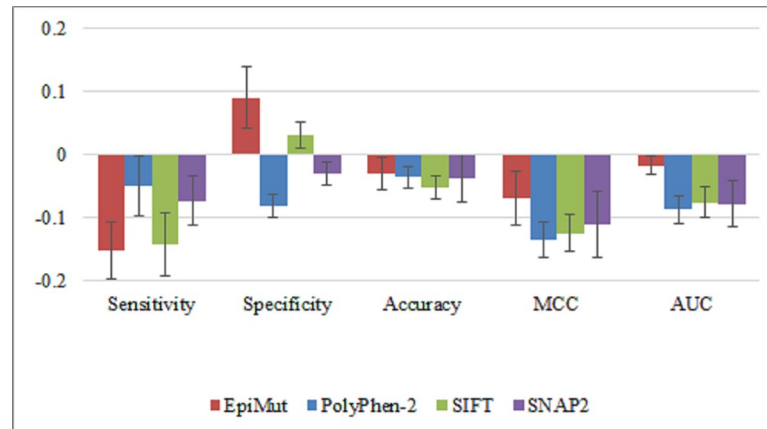 0.2
0.1
0
-0.1
-0.2
Sensitivity Specificity Accuracy MCC AUC
EpiMut PolyPhen-2 SIFT SNAP2